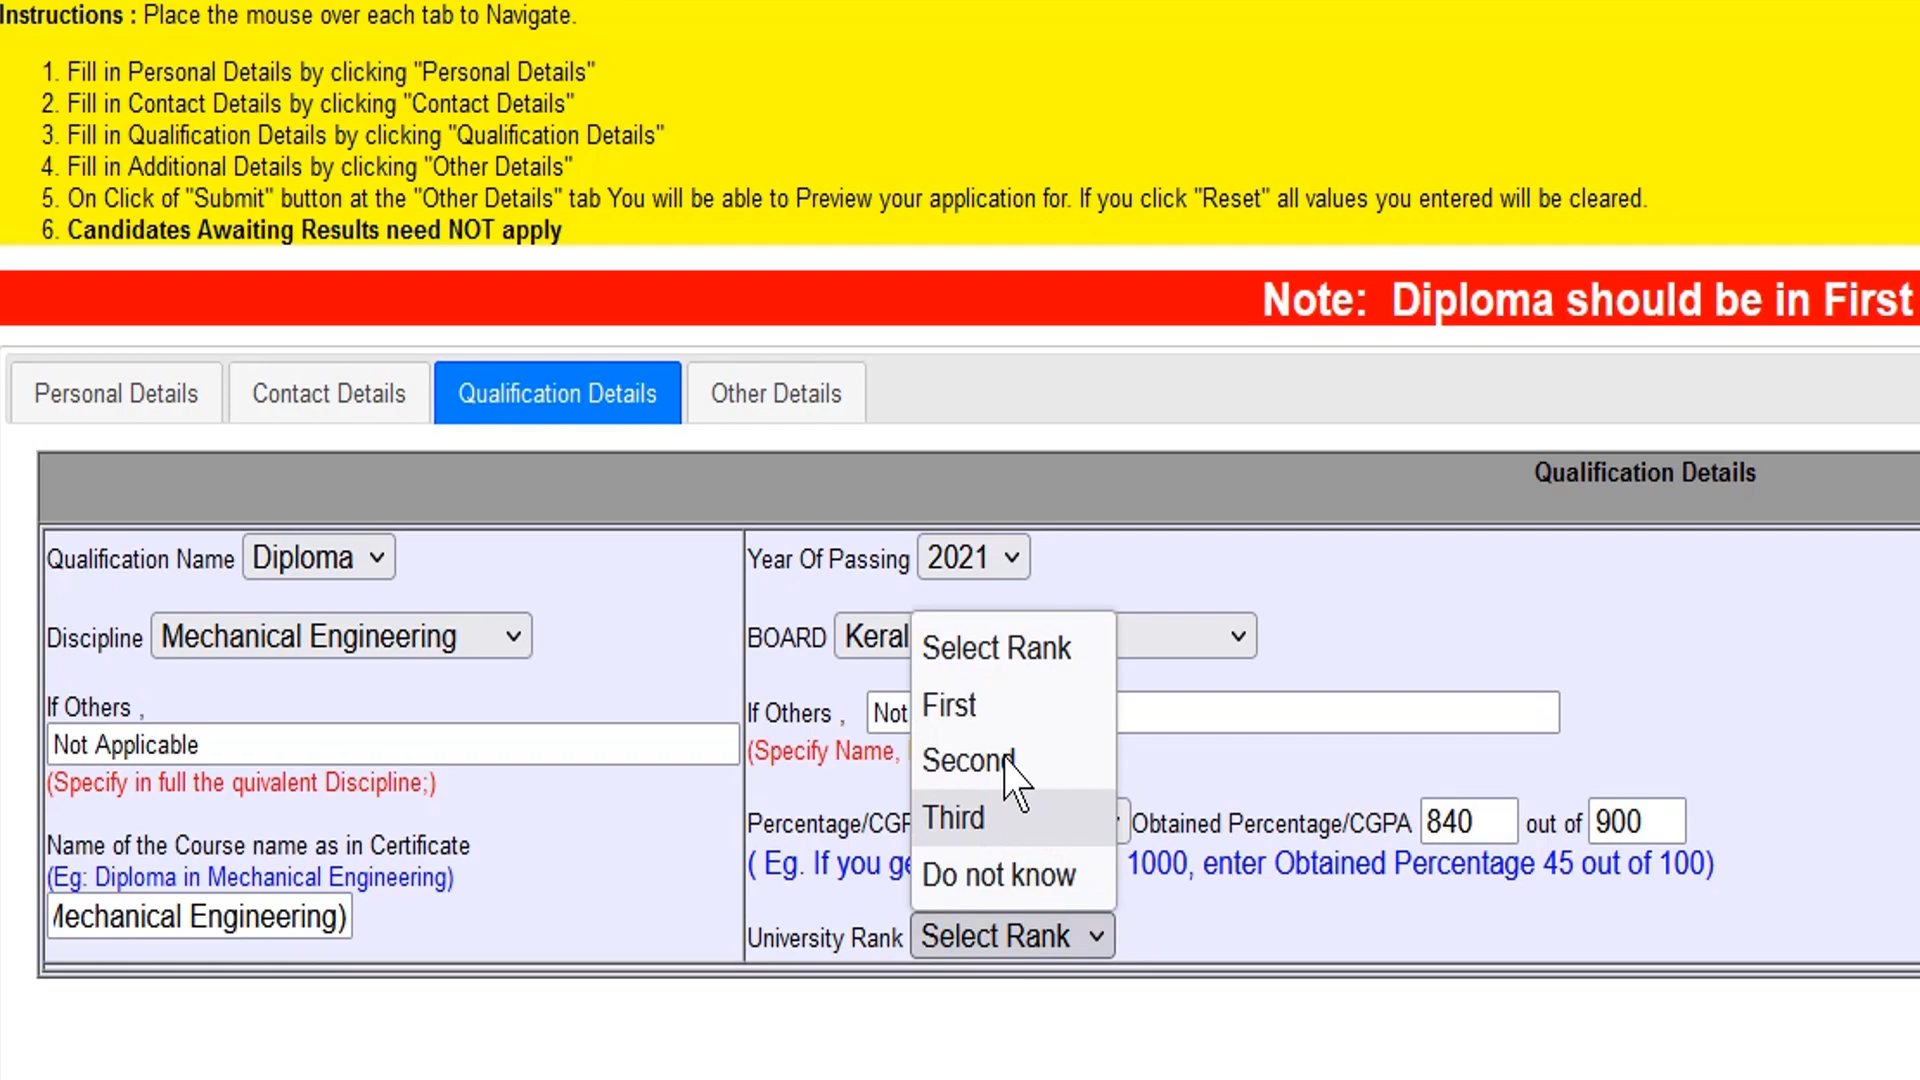 Instructions : Place the mouse over each tab to Navigate.
1. Fill in Personal Details by clicking "Personal Details"
2. Fill in Contact Details by clicking "Contact Details"
3. Fill in Qualification Details by clicking "Qualification Details"
4. Fill in Additional Details by clicking "Other Details"
5. On Click of "Submit" button at the "Other Details" tab You will be able to Preview your application for. If you click "Reset" all values you entered will be cleared.
6. Candidates Awaiting Results need NOT apply
Note: Diploma should be in First
Personal Details Contact Details Qualification Details Other Details
Qualification Details
Qualification Name Diploma
Discipline Mechanical Engineering
If Others ,
Not Applicable
(Specify in full the quivalent Discipline;)
Name of the Course name as in Certificate
(Eg: Diploma in Mechanical Engineering)
Mechanical Engineering)
Year Of Passing 2021
BOARD
If Others , Not
(Specify Name,
Obtained Percentage/CGPA 840 out of 900
( Eg. If you 1000, enter Obtained Percentage 45 out of 100)
University Rank Select Rank
Select Rank
First
Second
Third
Do not know